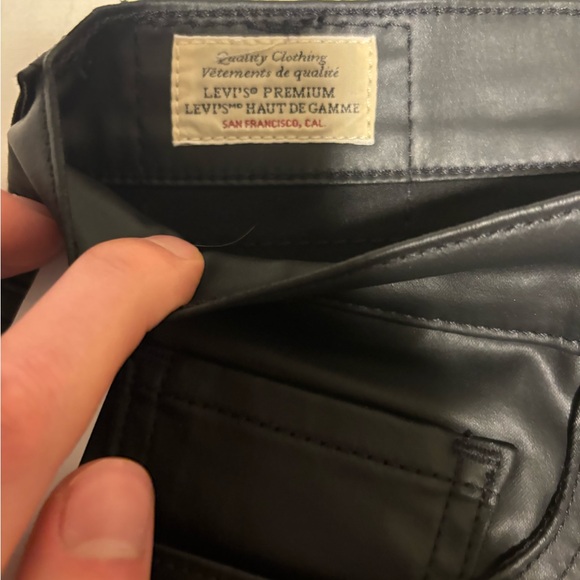 Quality Clothing
Vêtements de qualité
LEVI'S® PREMIUM
LEVI'S ᴹᴰ HAUT DE GAMME
SAN FRANCISCO, CAL